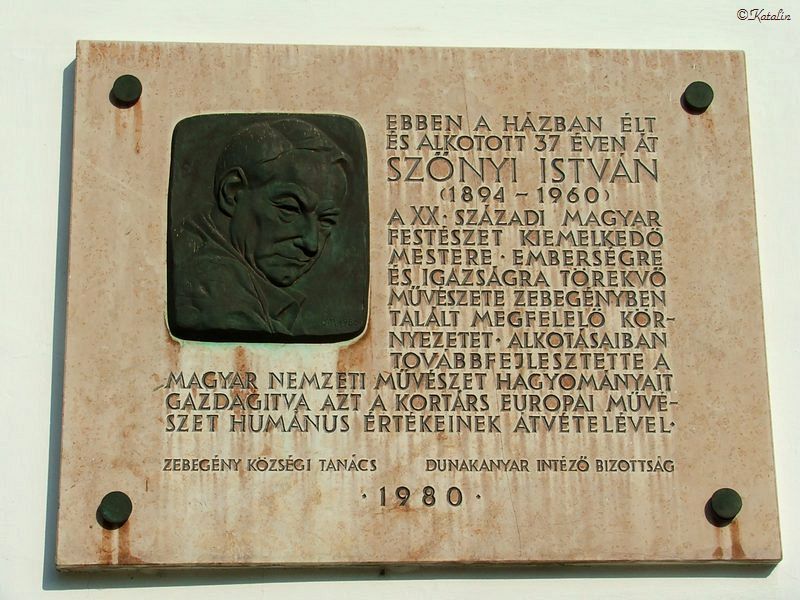 ©Katalin
EBBEN A HÁZBAN ÉLT
ÉS ALKOTOTT 37 ÉVEN ÁT
SZŐNYI ISTVÁN
(1894 - 1960)
A XX. SZÁZADI MAGYAR
FESTÉSZET KIEMELKEDŐ
MESTERE · EMBERSÉGRE
ÉS IGAZSÁGRA TÖREKVŐ
MŰVÉSZETE ZEBEGÉNYBEN
TALÁLT MEGFELELŐ KÖR-
NYEZETET · ALKOTÁSAIBAN
TOVÁBBFEJLESZTETTE A
MAGYAR NEMZETI MŰVÉSZET HAGYOMÁNYAIT
GAZDAGITVA AZT A KORTÁRS EUROPAI MŰVÉ-
SZET HUMÁNUS ÉRTÉKEINEK ÁTVÉTELÉVEL·
ZEBEGÉNY KÖZSÉGI TANÁCS DUNAKANYAR INTÉZŐ BIZOTTSÁG
· 1980 ·